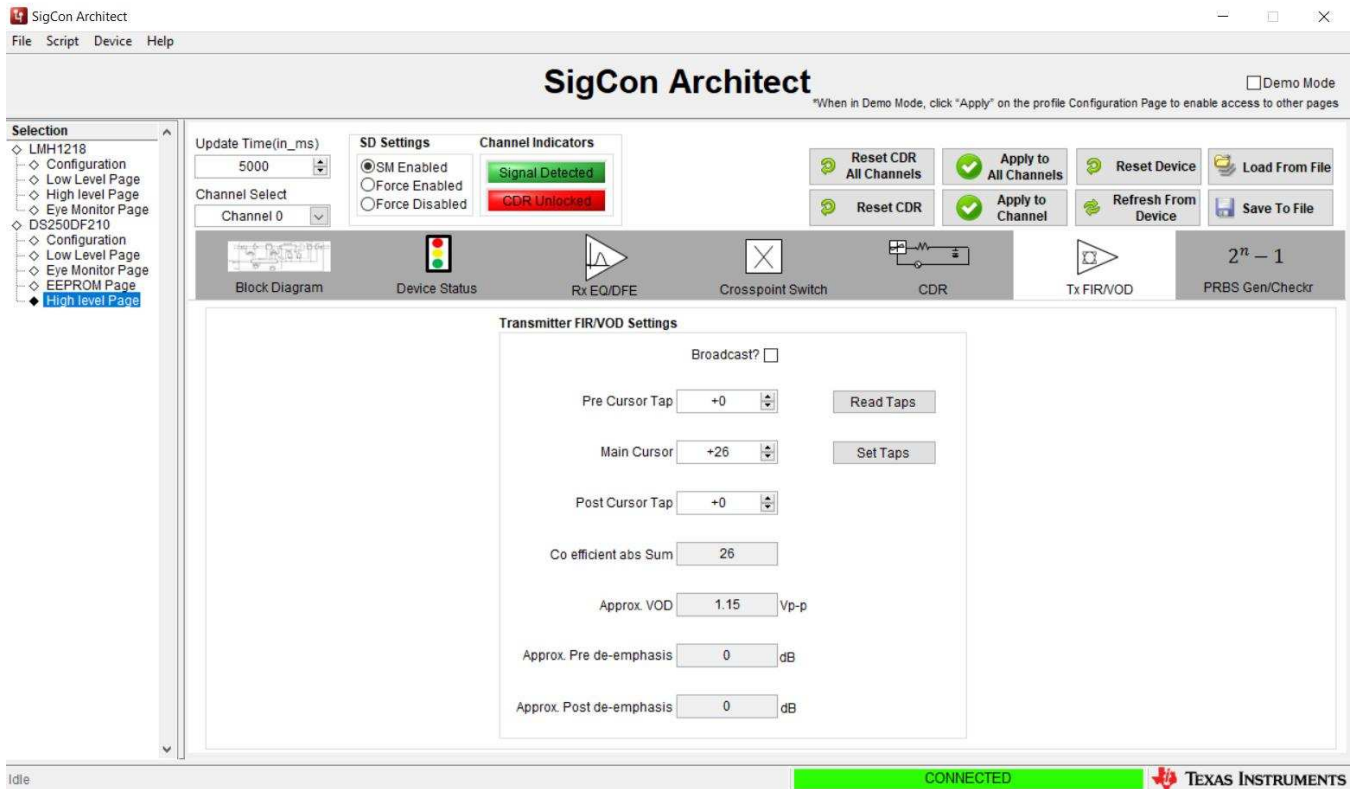 SigCon Architect
File Script Device Help
SigCon Architect
Demo Mode
*When in Demo Mode, click "Apply" on the profile Configuration Page to enable access to other pages
Selection
LMH1218
Configuration
Low Level Page
High level Page
Eye Monitor Page
DS250DF210
Configuration
Low Level Page
Eye Monitor Page
EEPROM Page
High level Page
Update Time(in_ms)
5000
Channel Select
Channel 0
SD Settings
SM Enabled
Force Enabled
Force Disabled
Channel Indicators
Signal Detected
CDR Unlocked
Reset CDR
All Channels
Apply to
All Channels
Reset Device
Load From File
Reset CDR
Apply to
Channel
Refresh From
Device
Save To File
Block Diagram
Device Status
Rx EQ/DFE
Crosspoint Switch
CDR
Tx FIR/VOD
2ⁿ − 1
PRBS Gen/Checkr
Transmitter FIR/VOD Settings
Broadcast?
Pre Cursor Tap +0 Read Taps
Main Cursor +26 Set Taps
Post Cursor Tap +0
Co efficient abs Sum 26
Approx. VOD 1.15 Vp-p
Approx. Pre de-emphasis 0 dB
Approx. Post de-emphasis 0 dB
Idle
CONNECTED
TEXAS INSTRUMENTS